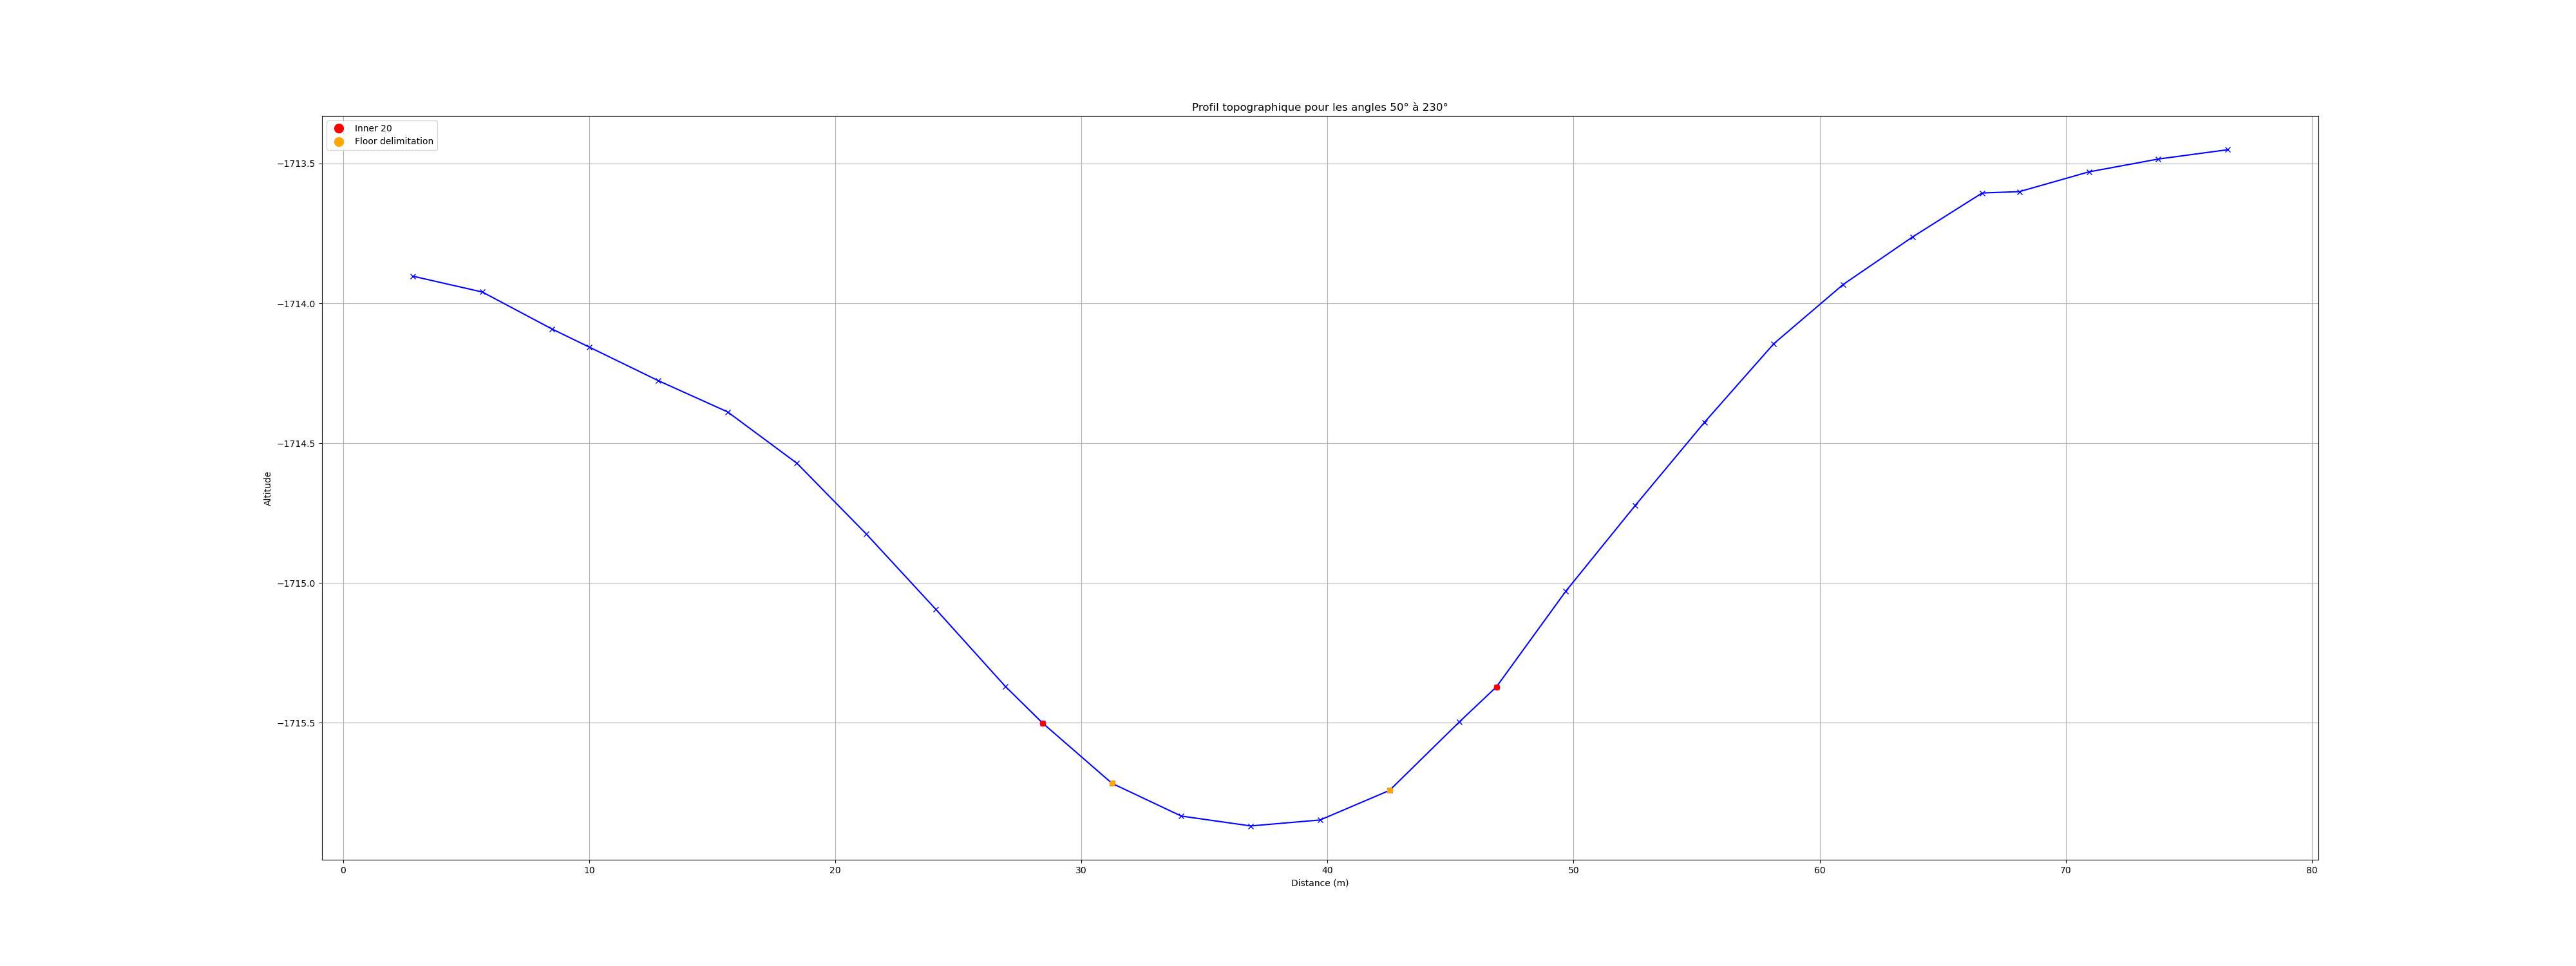 Profil topographique pour les angles 50° à 230°
Inner 20
Floor delimitation
−1713.5
−1714.0
−1714.5
−1715.0
−1715.5
Altitude
0 10 20 30 40 50 60 70 80
Distance (m)